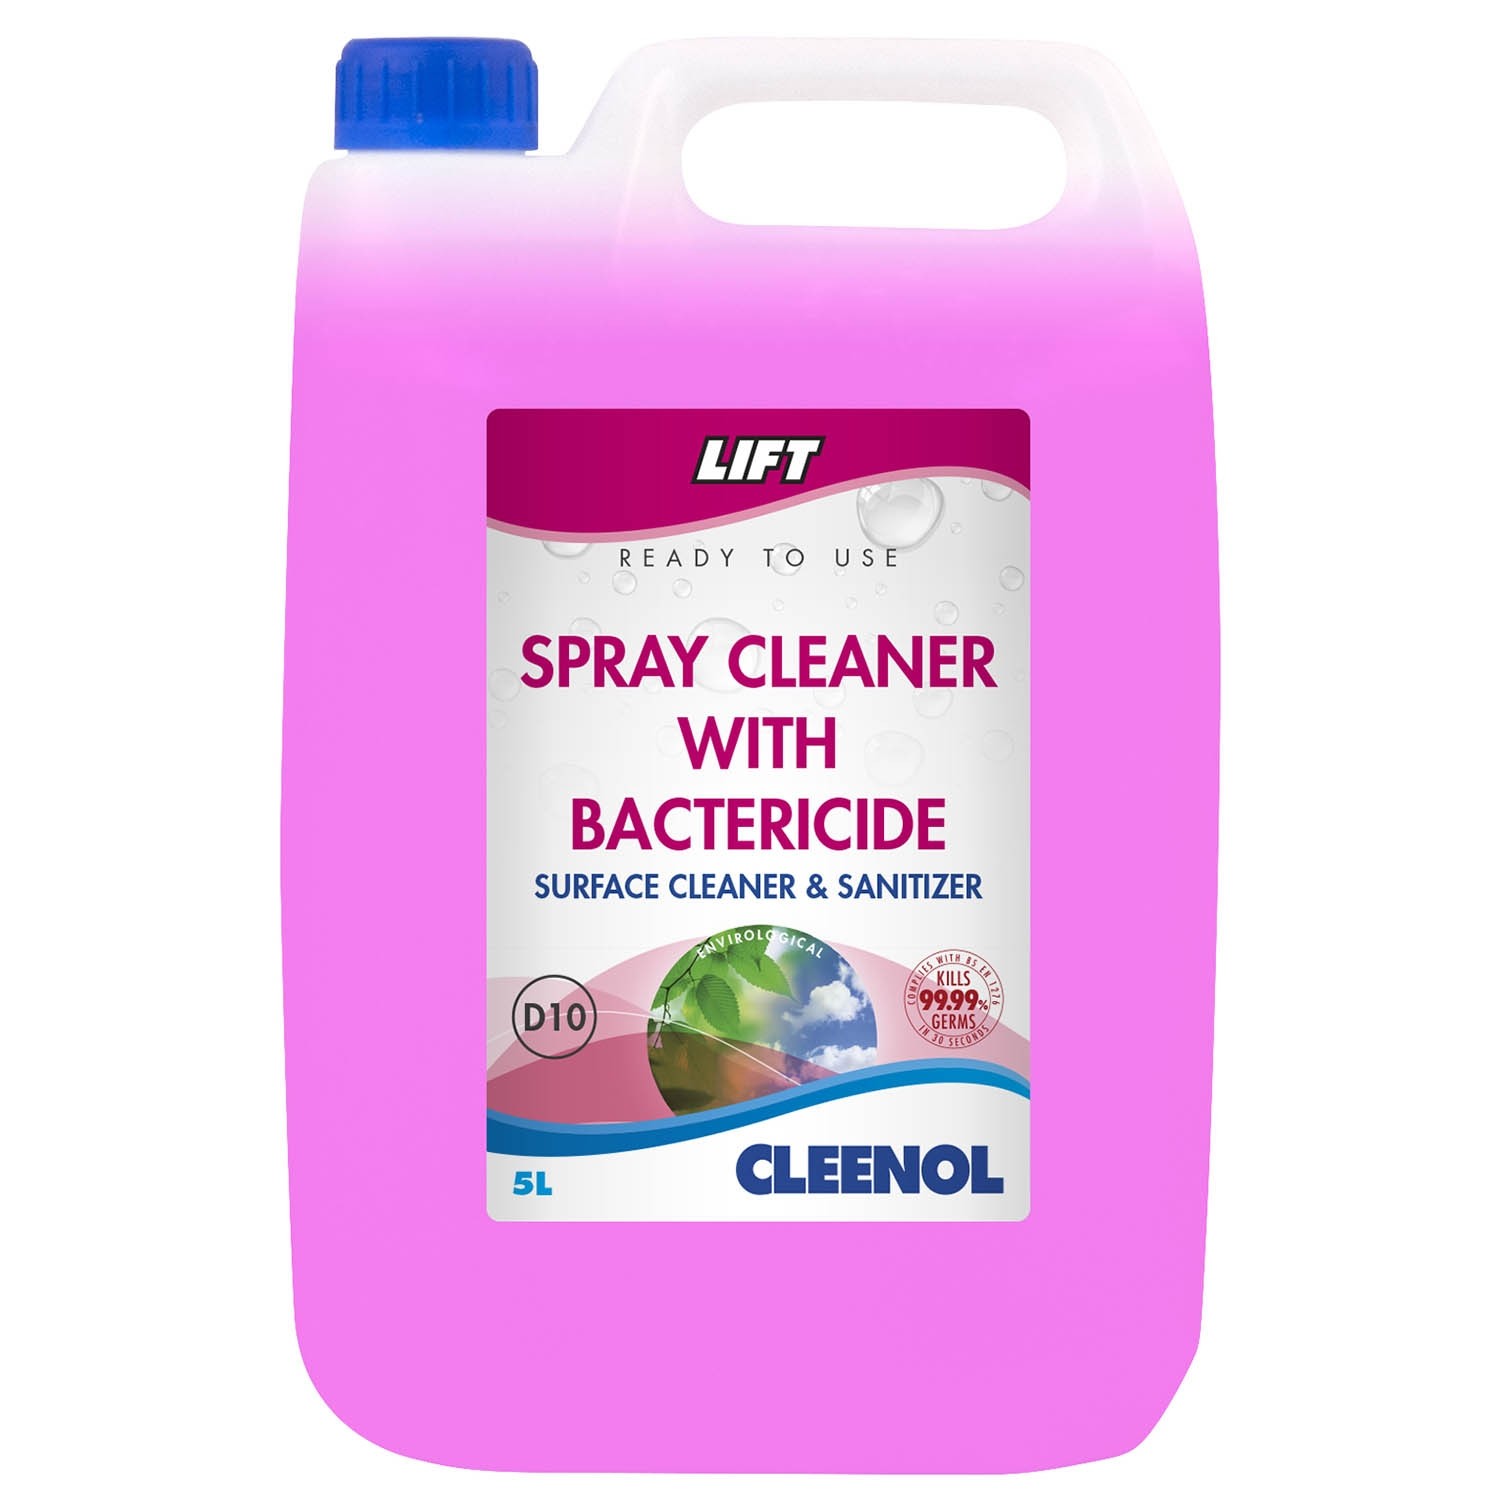 LIFT
READY TO USE
SPRAY CLEANER
WITH
BACTERICIDE
SURFACE CLEANER & SANITIZER
ENVIROLOGICAL
D10
COMPLIES WITH BS EN 1276
KILLS
99.99%
GERMS
IN 30 SECONDS
5L
CLEENOL